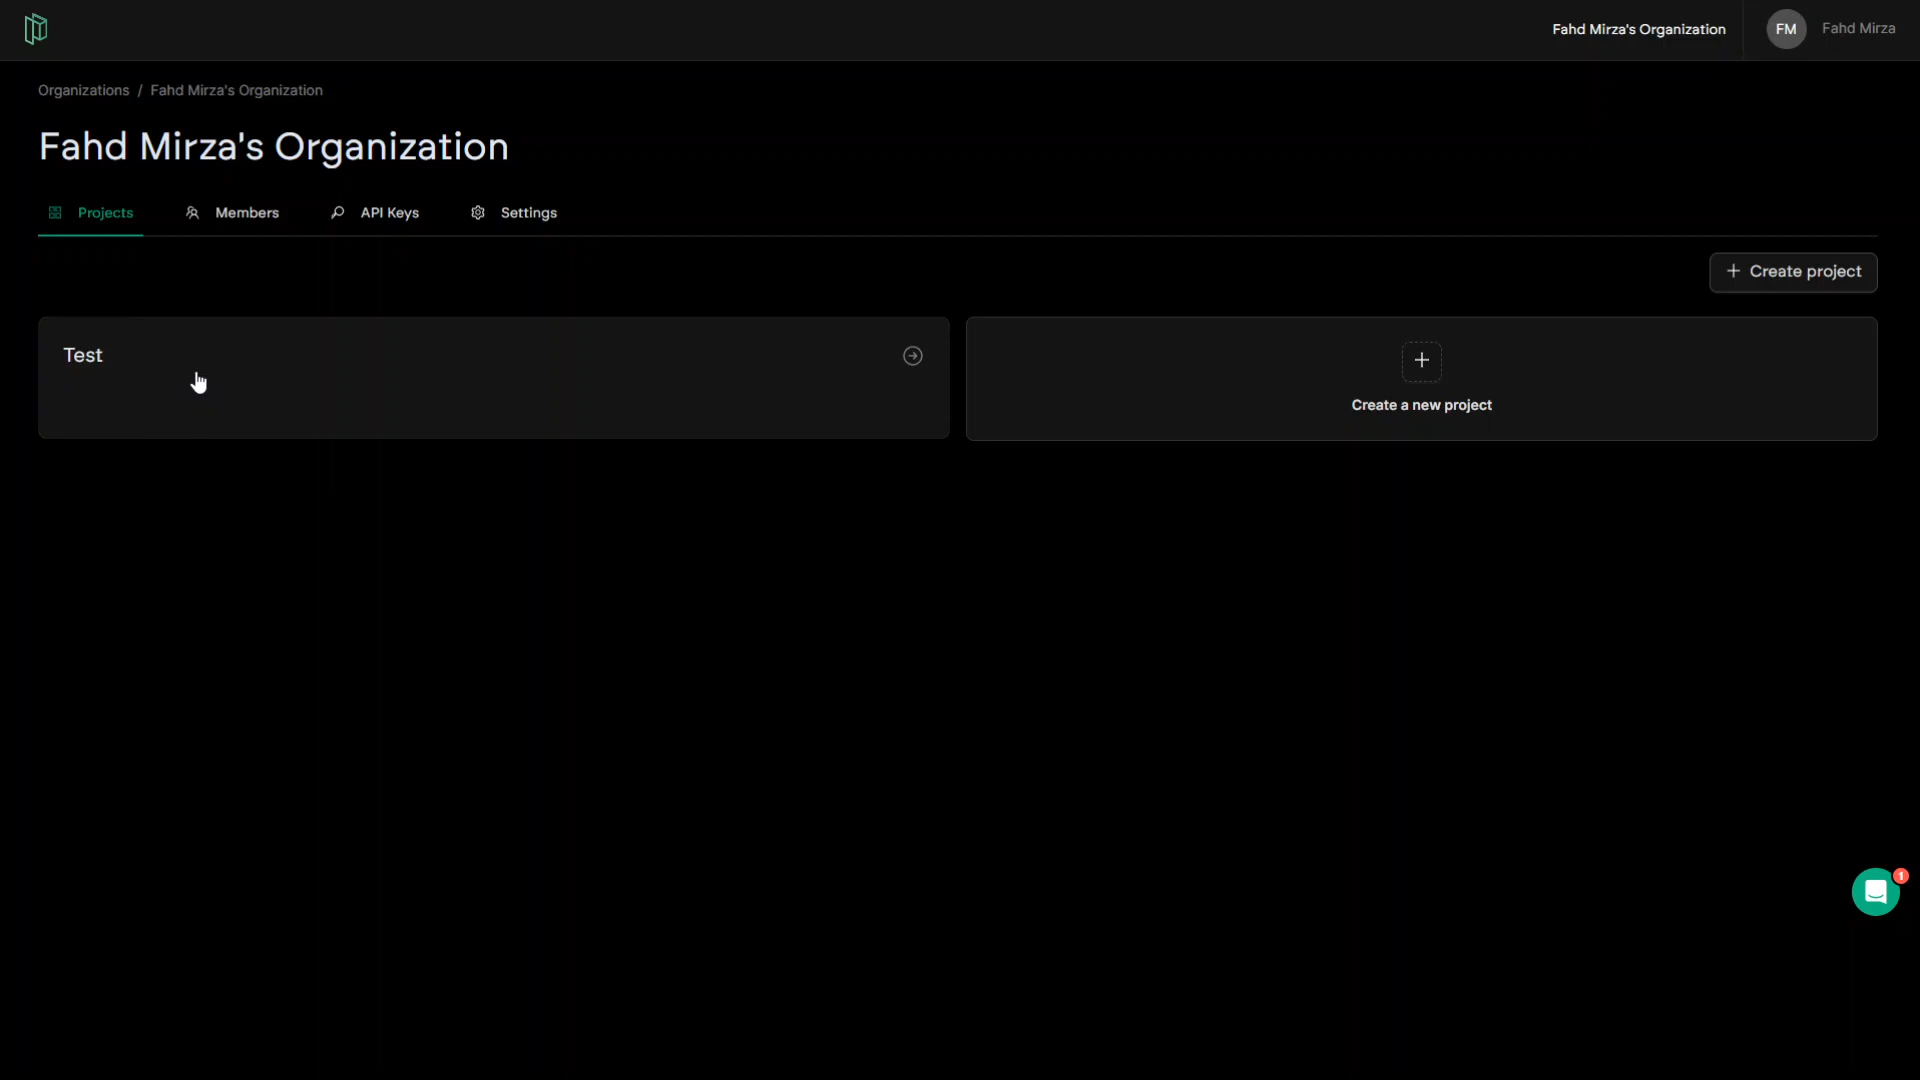 Fahd Mirza's Organization
FM
Fahd Mirza
Organizations / Fahd Mirza's Organization
Fahd Mirza's Organization
Projects
Members
API Keys
Settings
+ Create project
Test
Create a new project
1